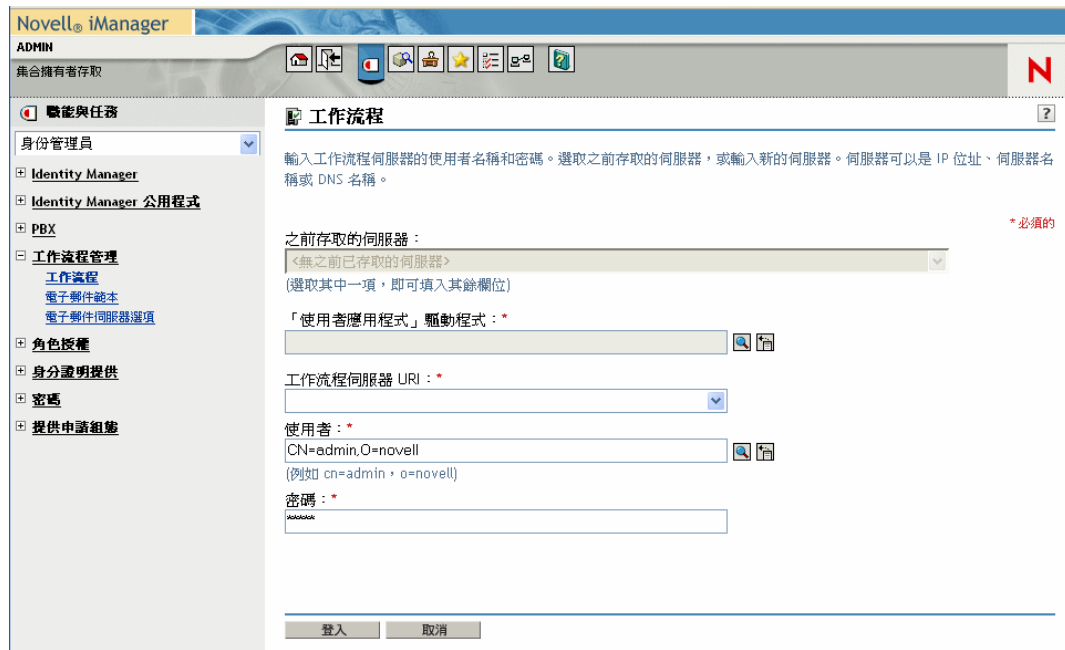 Novell® iManager
ADMIN
集合擁有者存取
N
職能與任務
身份管理員
Identity Manager
Identity Manager 公用程式
PBX
工作流程管理
工作流程
電子郵件範本
電子郵件伺服器選項
角色授權
身分證明提供
密碼
提供申請組態
工作流程
?
輸入工作流程伺服器的使用者名稱和密碼。選取之前存取的伺服器，或輸入新的伺服器。伺服器可以是 IP 位址、伺服器名
稱或 DNS 名稱。
*必須的
之前存取的伺服器：
<無之前已存取的伺服器>
(選取其中一項，即可填入其餘欄位)
「使用者應用程式」驅動程式：*
工作流程伺服器 URI：*
使用者：*
CN=admin,O=novell
(例如 cn=admin，o=novell)
密碼：*
*****
登入
取消